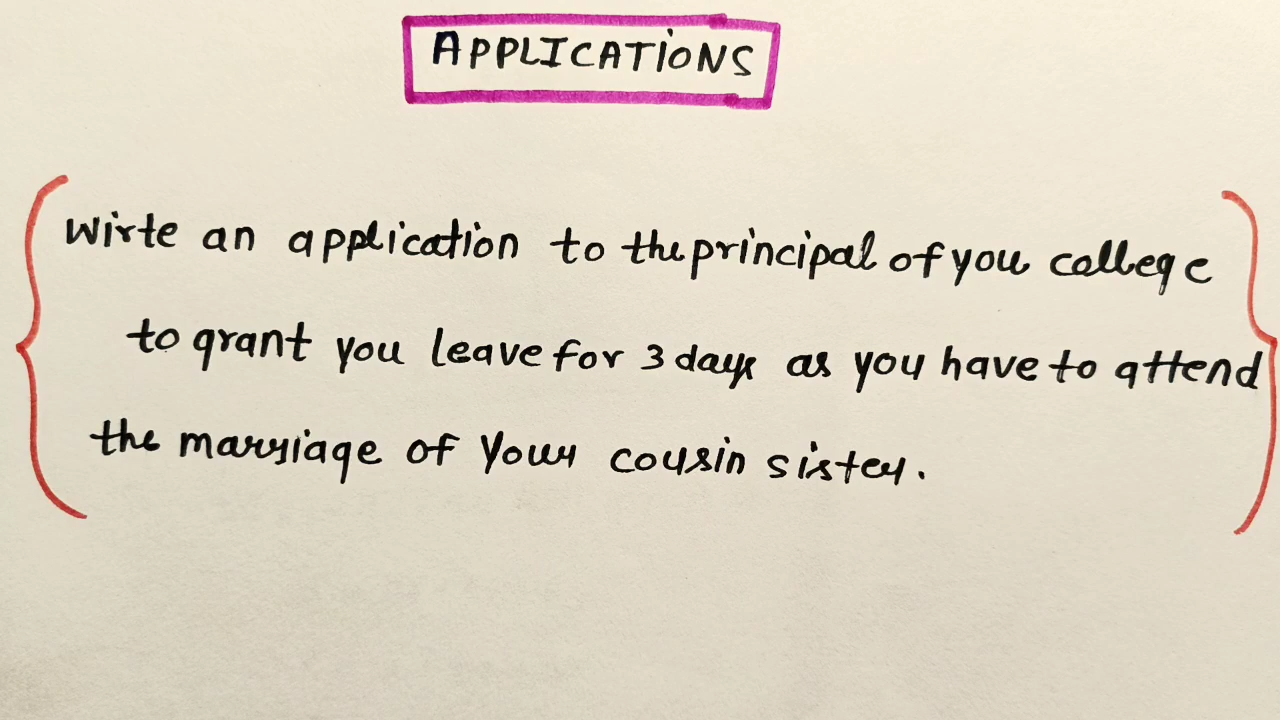 APPLICATIONS
Wirte an application to the principal of you college
to grant you leave for 3 days as you have to attend
the marriage of Your cousin sister.